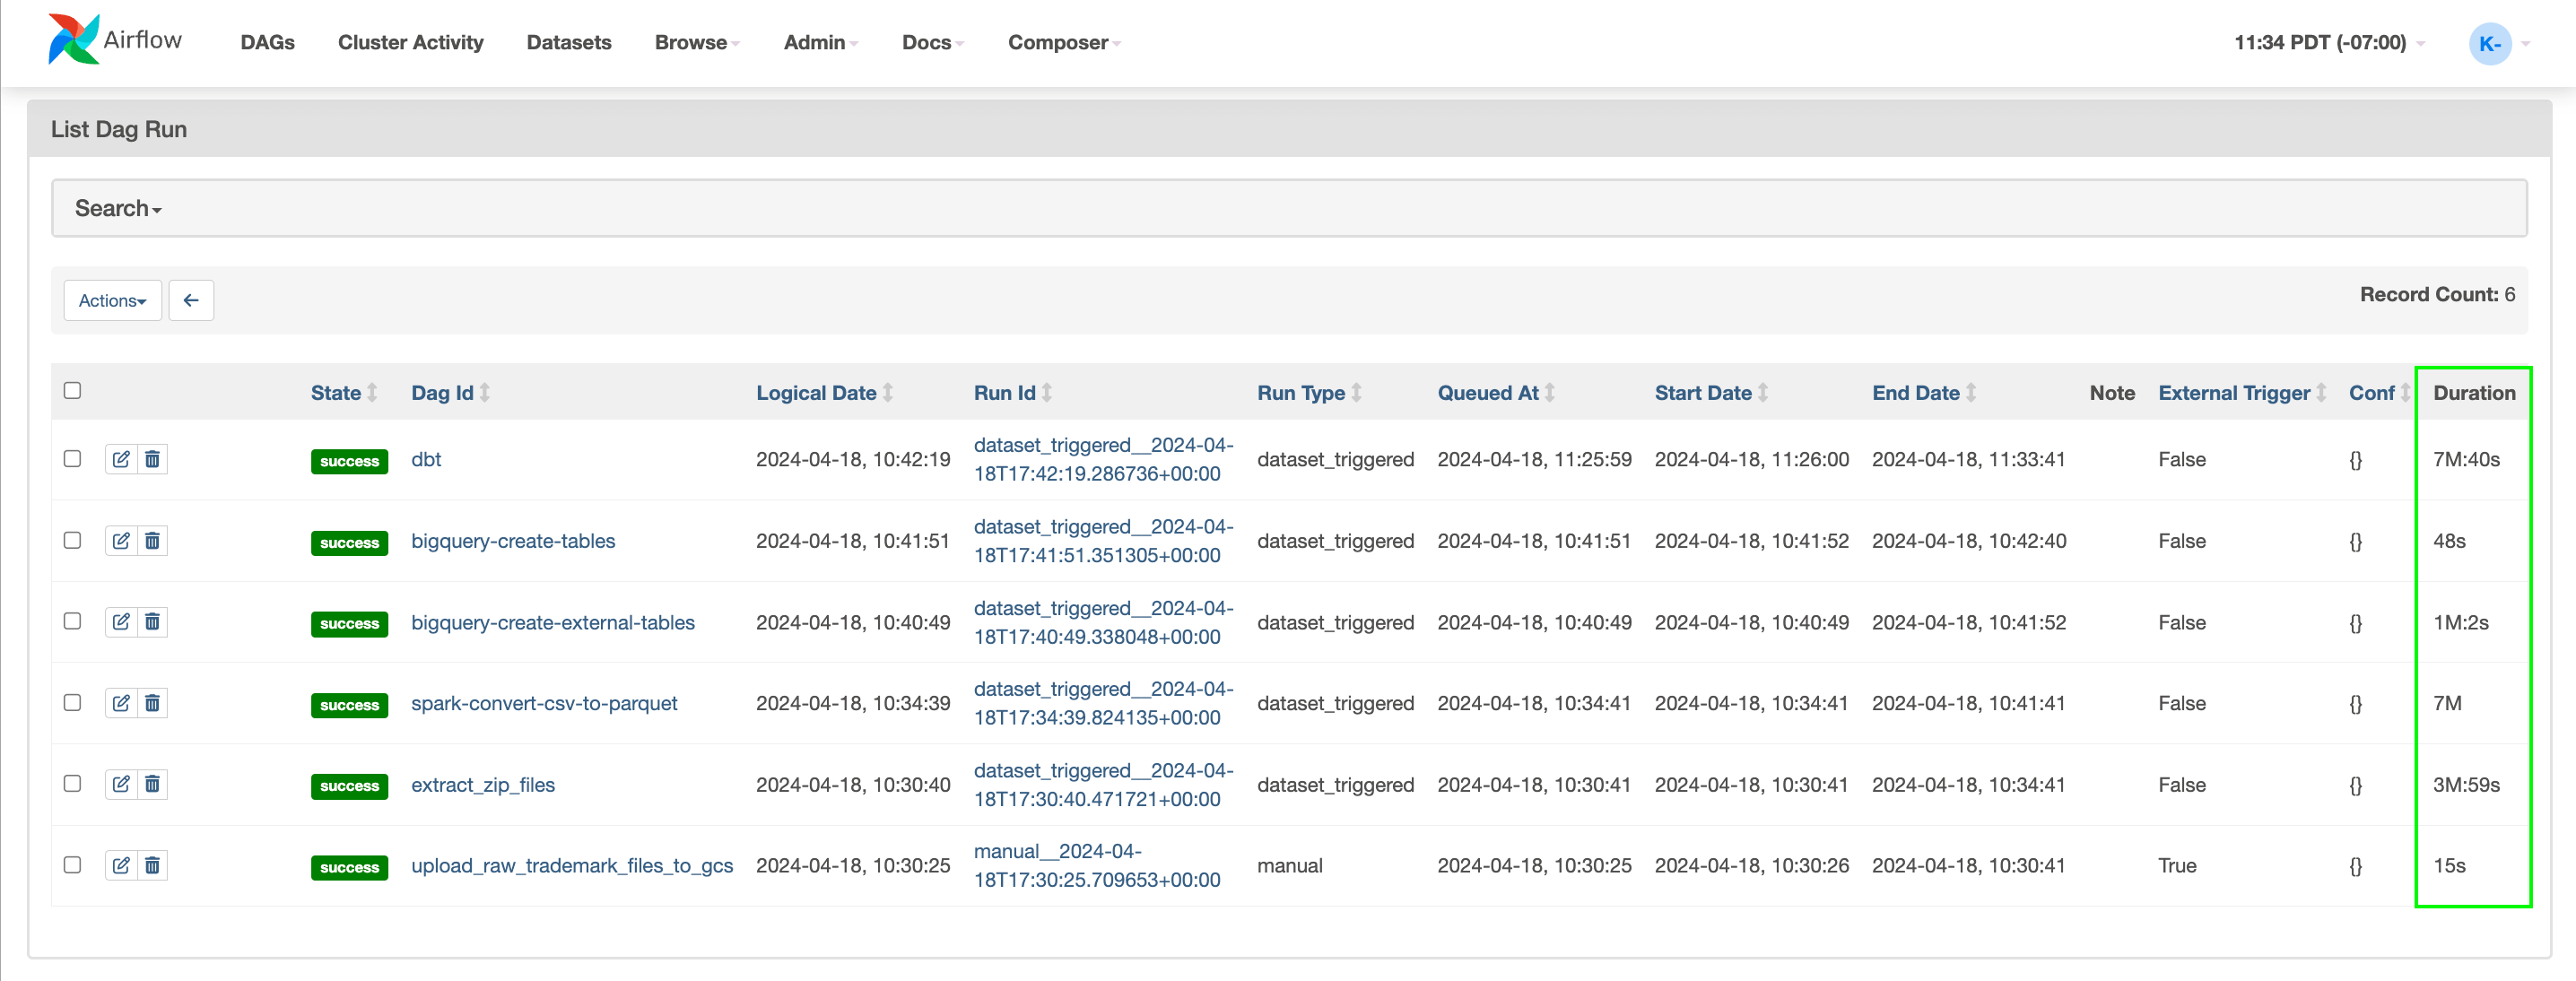 Airflow DAGs Cluster Activity Datasets Browse Admin Docs Composer 11:34 PDT (-07:00) K-
List Dag Run
Search
Actions
Record Count: 6
State Dag Id Logical Date Run Id Run Type Queued At Start Date End Date Note External Trigger Conf Duration
success dbt 2024-04-18, 10:42:19 dataset_triggered__2024-04-
18T17:42:19.286736+00:00 dataset_triggered 2024-04-18, 11:25:59 2024-04-18, 11:26:00 2024-04-18, 11:33:41 False {} 7M:40s
success bigquery-create-tables 2024-04-18, 10:41:51 dataset_triggered__2024-04-
18T17:41:51.351305+00:00 dataset_triggered 2024-04-18, 10:41:51 2024-04-18, 10:41:52 2024-04-18, 10:42:40 False {} 48s
success bigquery-create-external-tables 2024-04-18, 10:40:49 dataset_triggered__2024-04-
18T17:40:49.338048+00:00 dataset_triggered 2024-04-18, 10:40:49 2024-04-18, 10:40:49 2024-04-18, 10:41:52 False {} 1M:2s
success spark-convert-csv-to-parquet 2024-04-18, 10:34:39 dataset_triggered__2024-04-
18T17:34:39.824135+00:00 dataset_triggered 2024-04-18, 10:34:41 2024-04-18, 10:34:41 2024-04-18, 10:41:41 False {} 7M
success extract_zip_files 2024-04-18, 10:30:40 dataset_triggered__2024-04-
18T17:30:40.471721+00:00 dataset_triggered 2024-04-18, 10:30:41 2024-04-18, 10:30:41 2024-04-18, 10:34:41 False {} 3M:59s
success upload_raw_trademark_files_to_gcs 2024-04-18, 10:30:25 manual__2024-04-
18T17:30:25.709653+00:00 manual 2024-04-18, 10:30:25 2024-04-18, 10:30:26 2024-04-18, 10:30:41 True {} 15s